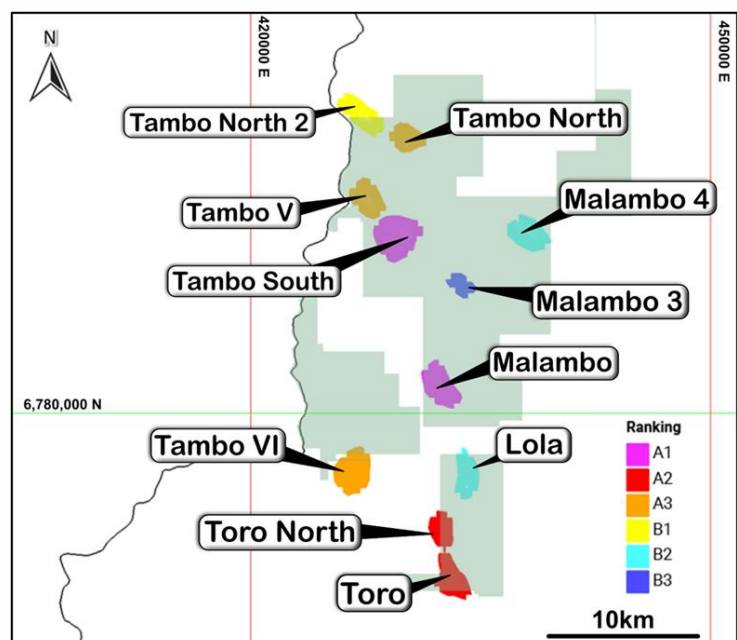 N
420000 E
450000 E
Tambo North 2
Tambo North
Tambo V
Malambo 4
Tambo South
Malambo 3
Malambo
6,780,000 N
Tambo VI
Lola
Toro North
Toro
Ranking
A1
A2
A3
B1
B2
B3
10km